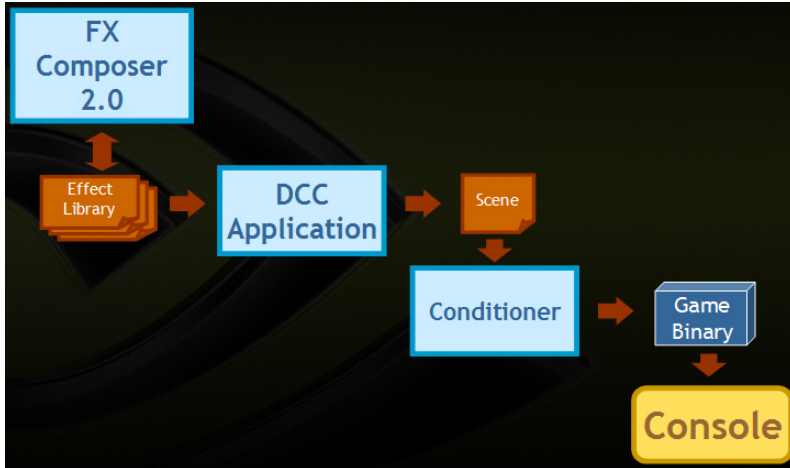 FX
Composer
2.0
Effect
Library
DCC
Application
Scene
Conditioner
Game
Binary
Console